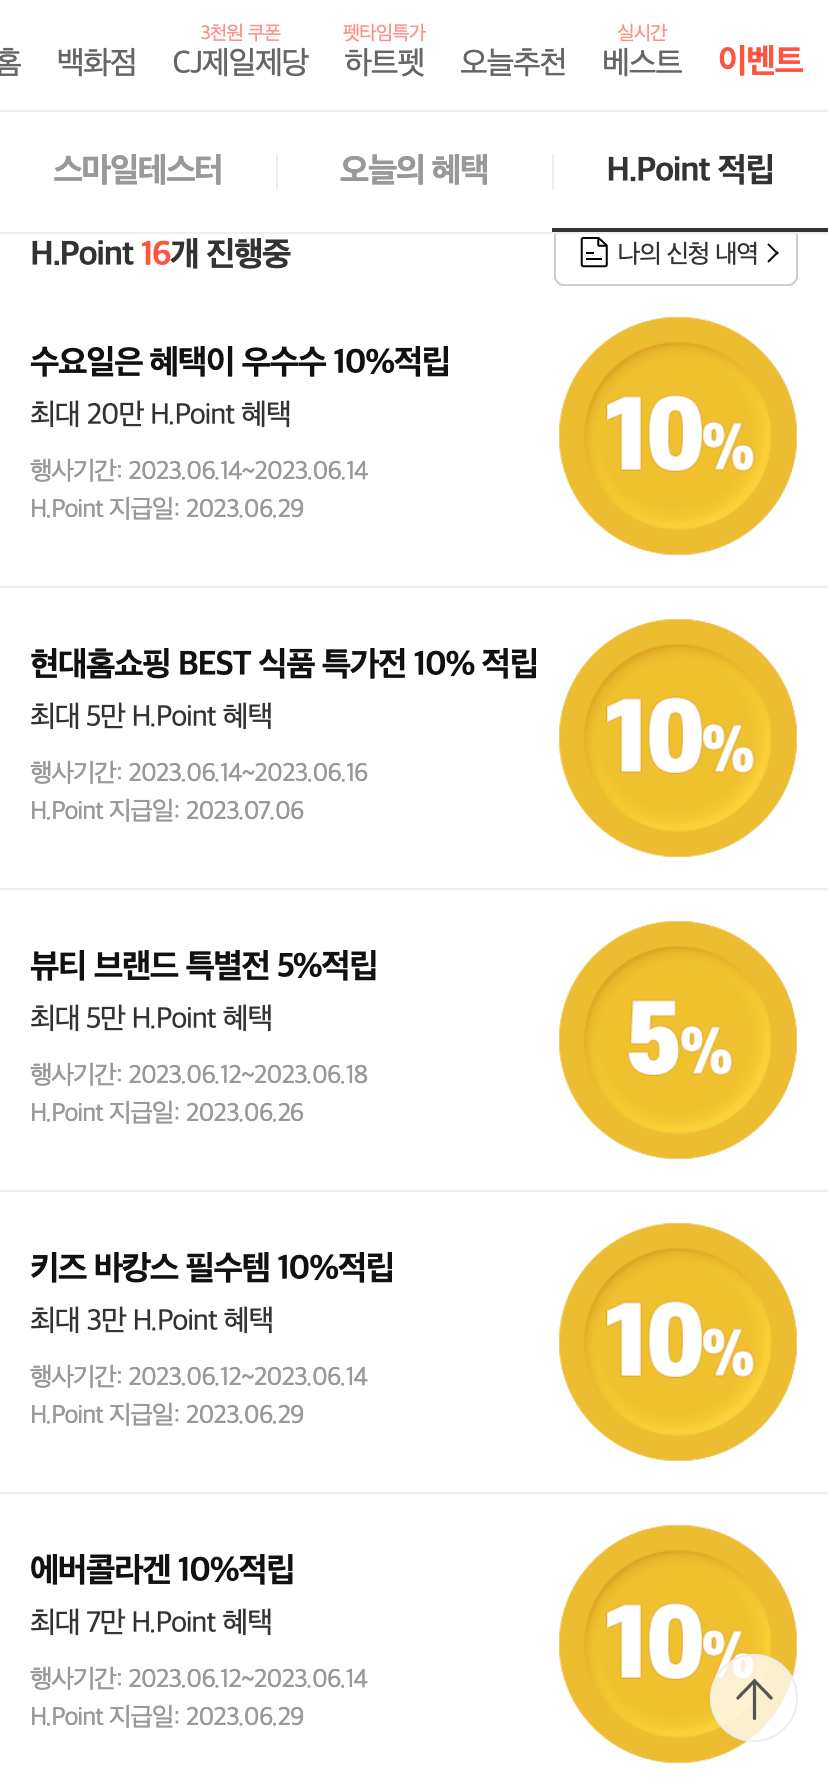 3천원 쿠폰 펫타임특가 실시간
홈 백화점 CJ제일제당 하트펫 오늘추천 베스트 이벤트
스마일테스터 오늘의 혜택 H.Point 적립
H.Point 16개 진행중 나의 신청 내역
수요일은 혜택이 우수수 10%적립
최대 20만 H.Point 혜택
행사기간: 2023.06.14~2023.06.14
H.Point 지급일: 2023.06.29
10%
현대홈쇼핑 BEST 식품 특가전 10% 적립
최대 5만 H.Point 혜택
행사기간: 2023.06.14~2023.06.16
H.Point 지급일: 2023.07.06
10%
뷰티 브랜드 특별전 5%적립
최대 5만 H.Point 혜택
행사기간: 2023.06.12~2023.06.18
H.Point 지급일: 2023.06.26
5%
키즈 바캉스 필수템 10%적립
최대 3만 H.Point 혜택
행사기간: 2023.06.12~2023.06.14
H.Point 지급일: 2023.06.29
10%
에버콜라겐 10%적립
최대 7만 H.Point 혜택
행사기간: 2023.06.12~2023.06.14
H.Point 지급일: 2023.06.29
10%